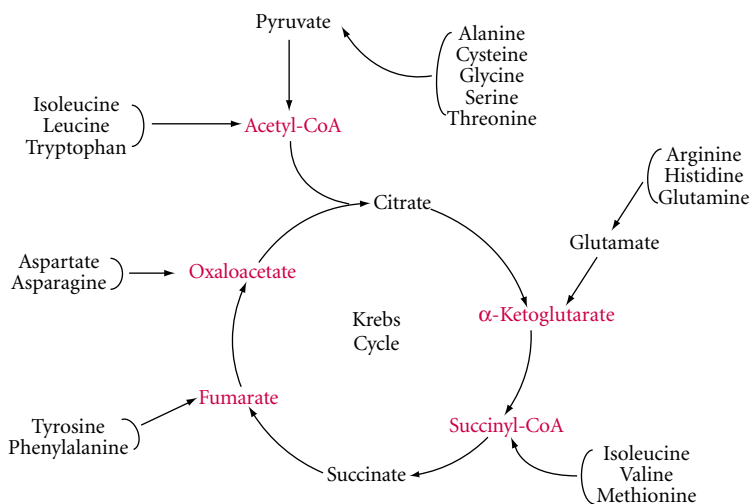 Pyruvate
Alanine
Cysteine
Glycine
Serine
Threonine
Isoleucine
Leucine
Tryptophan
Acetyl-CoA
Arginine
Histidine
Glutamine
Citrate
Glutamate
Aspartate
Asparagine
Oxaloacetate
α-Ketoglutarate
Krebs
Cycle
Fumarate
Tyrosine
Phenylalanine
Succinyl-CoA
Succinate
Isoleucine
Valine
Methionine